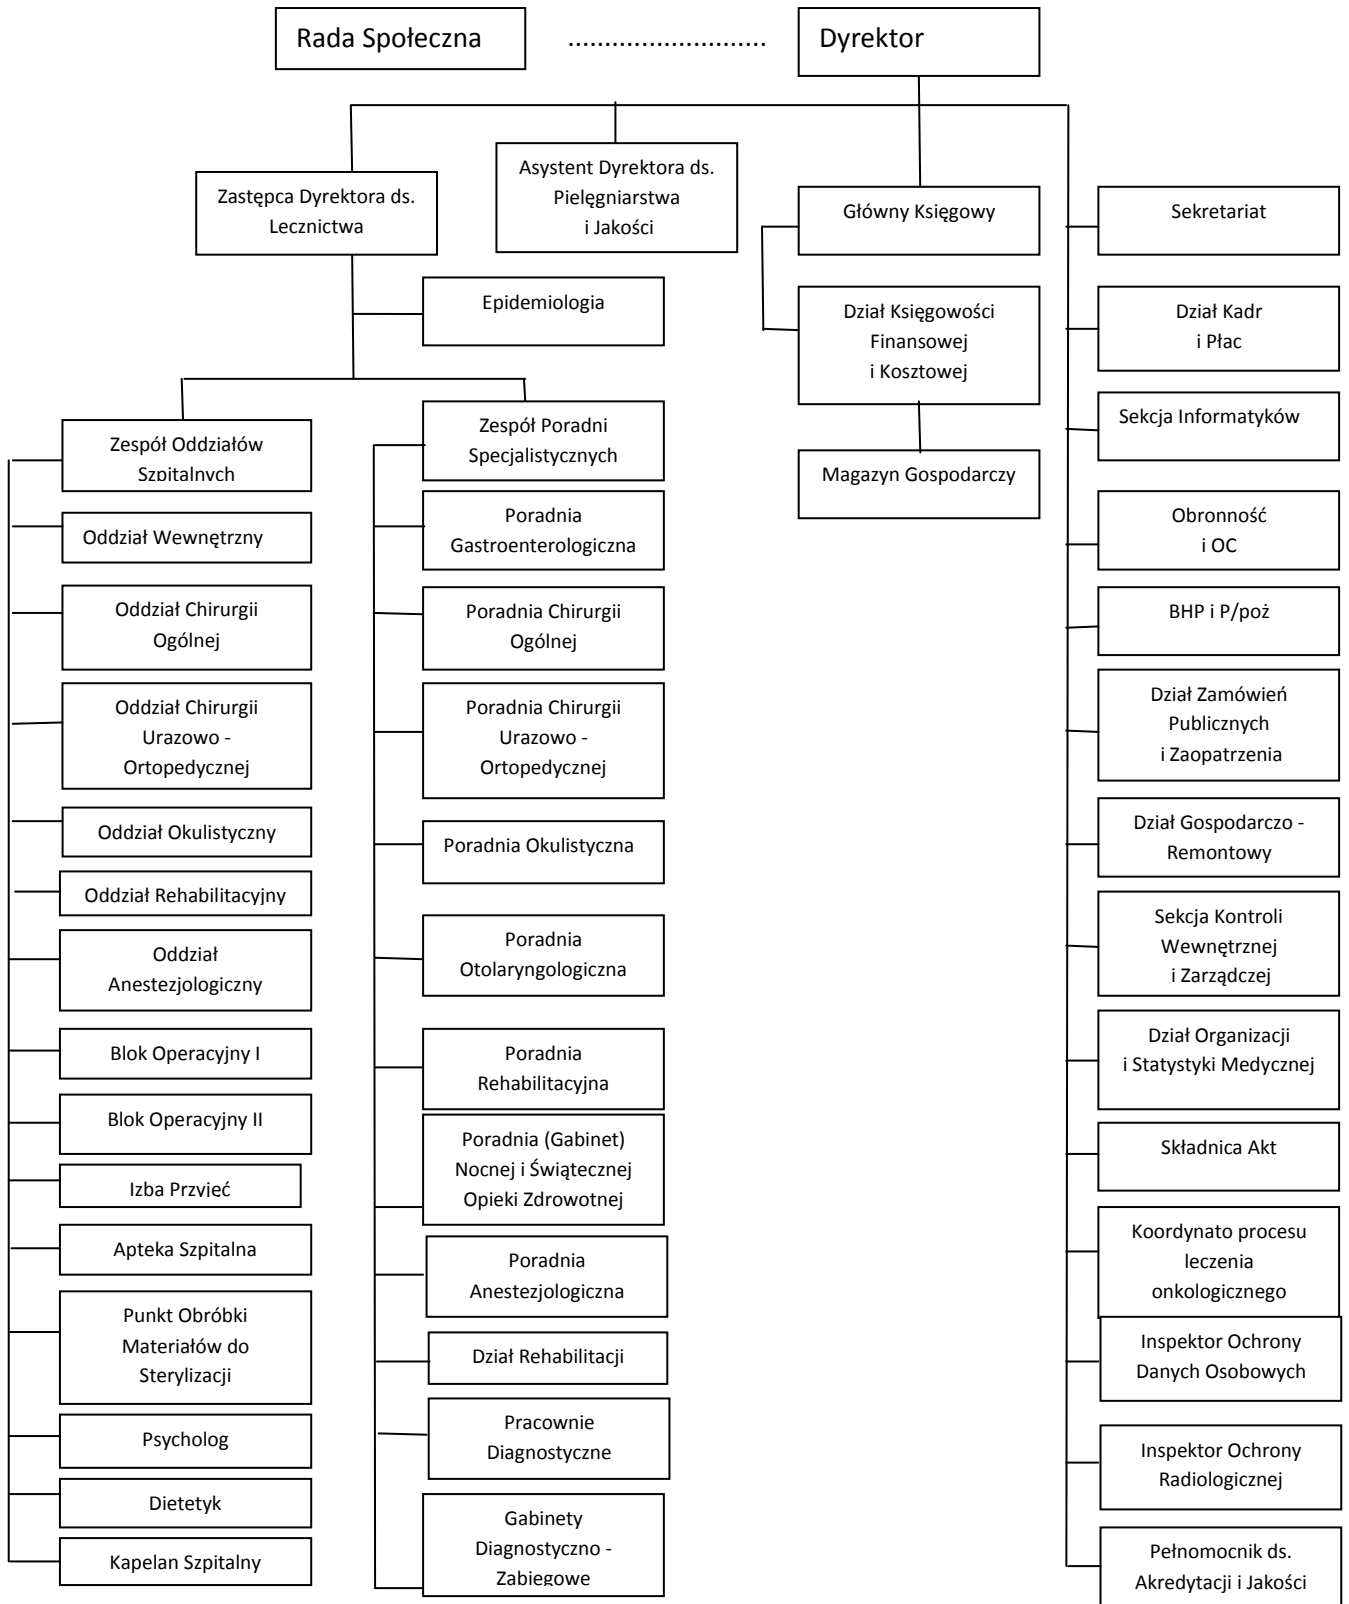 Rada Społeczna
..........................
Dyrektor
Zastępca Dyrektora ds.
Lecznictwa
Asystent Dyrektora ds.
Pielęgniarstwa
i Jakości
Główny Księgowy
Sekretariat
Epidemiologia
Dział Księgowości
Finansowej
i Kosztowej
Magazyn Gospodarczy
Zespół Oddziałów
Szpitalnych
Oddział Wewnętrzny
Oddział Chirurgii
Ogólnej
Oddział Chirurgii
Urazowo -
Ortopedycznej
Oddział Okulistyczny
Oddział Rehabilitacyjny
Oddział
Anestezjologiczny
Blok Operacyjny I
Blok Operacyjny II
Izba Przyjęć
Apteka Szpitalna
Punkt Obróbki
Materiałów do
Sterylizacji
Psycholog
Dietetyk
Kapelan Szpitalny
Zespół Poradni
Specjalistycznych
Poradnia
Gastroenterologiczna
Poradnia Chirurgii
Ogólnej
Poradnia Chirurgii
Urazowo -
Ortopedycznej
Poradnia Okulistyczna
Poradnia
Otolaryngologiczna
Poradnia
Rehabilitacyjna
Poradnia (Gabinet)
Nocnej i Świątecznej
Opieki Zdrowotnej
Poradnia
Anestezjologiczna
Dział Rehabilitacji
Pracownie
Diagnostyczne
Gabinety
Diagnostyczno -
Zabiegowe
Dział Kadr
i Płac
Sekcja Informatyków
Obronność
i OC
BHP i P/poż
Dział Zamówień
Publicznych
i Zaopatrzenia
Dział Gospodarczo -
Remontowy
Sekcja Kontroli
Wewnętrznej
i Zarządczej
Dział Organizacji
i Statystyki Medycznej
Składnica Akt
Koordynato procesu
leczenia
onkologicznego
Inspektor Ochrony
Danych Osobowych
Inspektor Ochrony
Radiologicznej
Pełnomocnik ds.
Akredytacji i Jakości